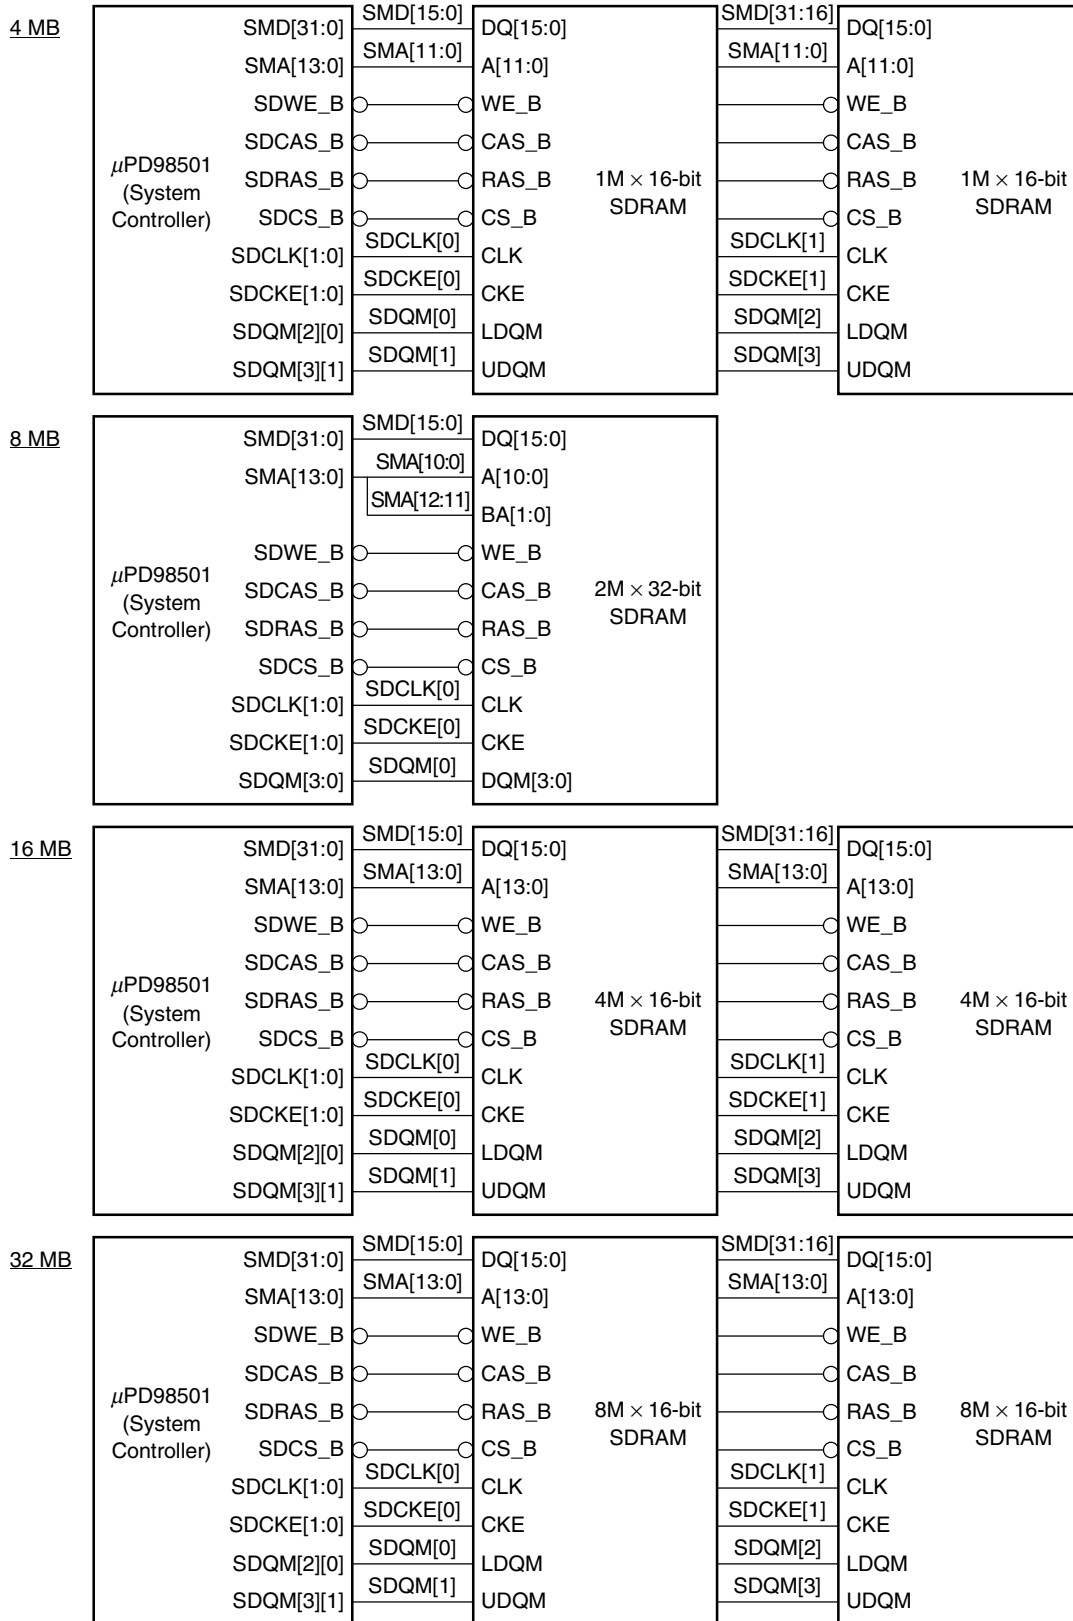 4 MB
SMD[31:0] SMD[15:0] DQ[15:0] SMD[31:16] DQ[15:0]
SMA[13:0] SMA[11:0] A[11:0] SMA[11:0] A[11:0]
SDWE_B WE_B WE_B
SDCAS_B CAS_B CAS_B
µPD98501
(System
Controller)
SDRAS_B RAS_B RAS_B
1M × 16-bit
SDRAM
1M × 16-bit
SDRAM
SDCS_B CS_B CS_B
SDCLK[1:0] SDCLK[0] CLK SDCLK[1] CLK
SDCKE[1:0] SDCKE[0] CKE SDCKE[1] CKE
SDQM[2][0] SDQM[0] LDQM SDQM[2] LDQM
SDQM[3][1] SDQM[1] UDQM SDQM[3] UDQM
8 MB
SMD[31:0] SMD[15:0] DQ[15:0]
SMA[13:0] SMA[10:0] A[10:0]
SMA[12:11] BA[1:0]
SDWE_B WE_B
µPD98501
(System
Controller)
SDCAS_B CAS_B
2M × 32-bit
SDRAM
SDRAS_B RAS_B
SDCS_B CS_B
SDCLK[1:0] SDCLK[0] CLK
SDCKE[1:0] SDCKE[0] CKE
SDQM[3:0] SDQM[0] DQM[3:0]
16 MB
SMD[31:0] SMD[15:0] DQ[15:0] SMD[31:16] DQ[15:0]
SMA[13:0] SMA[13:0] A[13:0] SMA[13:0] A[13:0]
SDWE_B WE_B WE_B
SDCAS_B CAS_B CAS_B
µPD98501
(System
Controller)
SDRAS_B RAS_B RAS_B
4M × 16-bit
SDRAM
4M × 16-bit
SDRAM
SDCS_B CS_B CS_B
SDCLK[1:0] SDCLK[0] CLK SDCLK[1] CLK
SDCKE[1:0] SDCKE[0] CKE SDCKE[1] CKE
SDQM[2][0] SDQM[0] LDQM SDQM[2] LDQM
SDQM[3][1] SDQM[1] UDQM SDQM[3] UDQM
32 MB
SMD[31:0] SMD[15:0] DQ[15:0] SMD[31:16] DQ[15:0]
SMA[13:0] SMA[13:0] A[13:0] SMA[13:0] A[13:0]
SDWE_B WE_B WE_B
SDCAS_B CAS_B CAS_B
µPD98501
(System
Controller)
SDRAS_B RAS_B RAS_B
8M × 16-bit
SDRAM
8M × 16-bit
SDRAM
SDCS_B CS_B CS_B
SDCLK[1:0] SDCLK[0] CLK SDCLK[1] CLK
SDCKE[1:0] SDCKE[0] CKE SDCKE[1] CKE
SDQM[2][0] SDQM[0] LDQM SDQM[2] LDQM
SDQM[3][1] SDQM[1] UDQM SDQM[3] UDQM